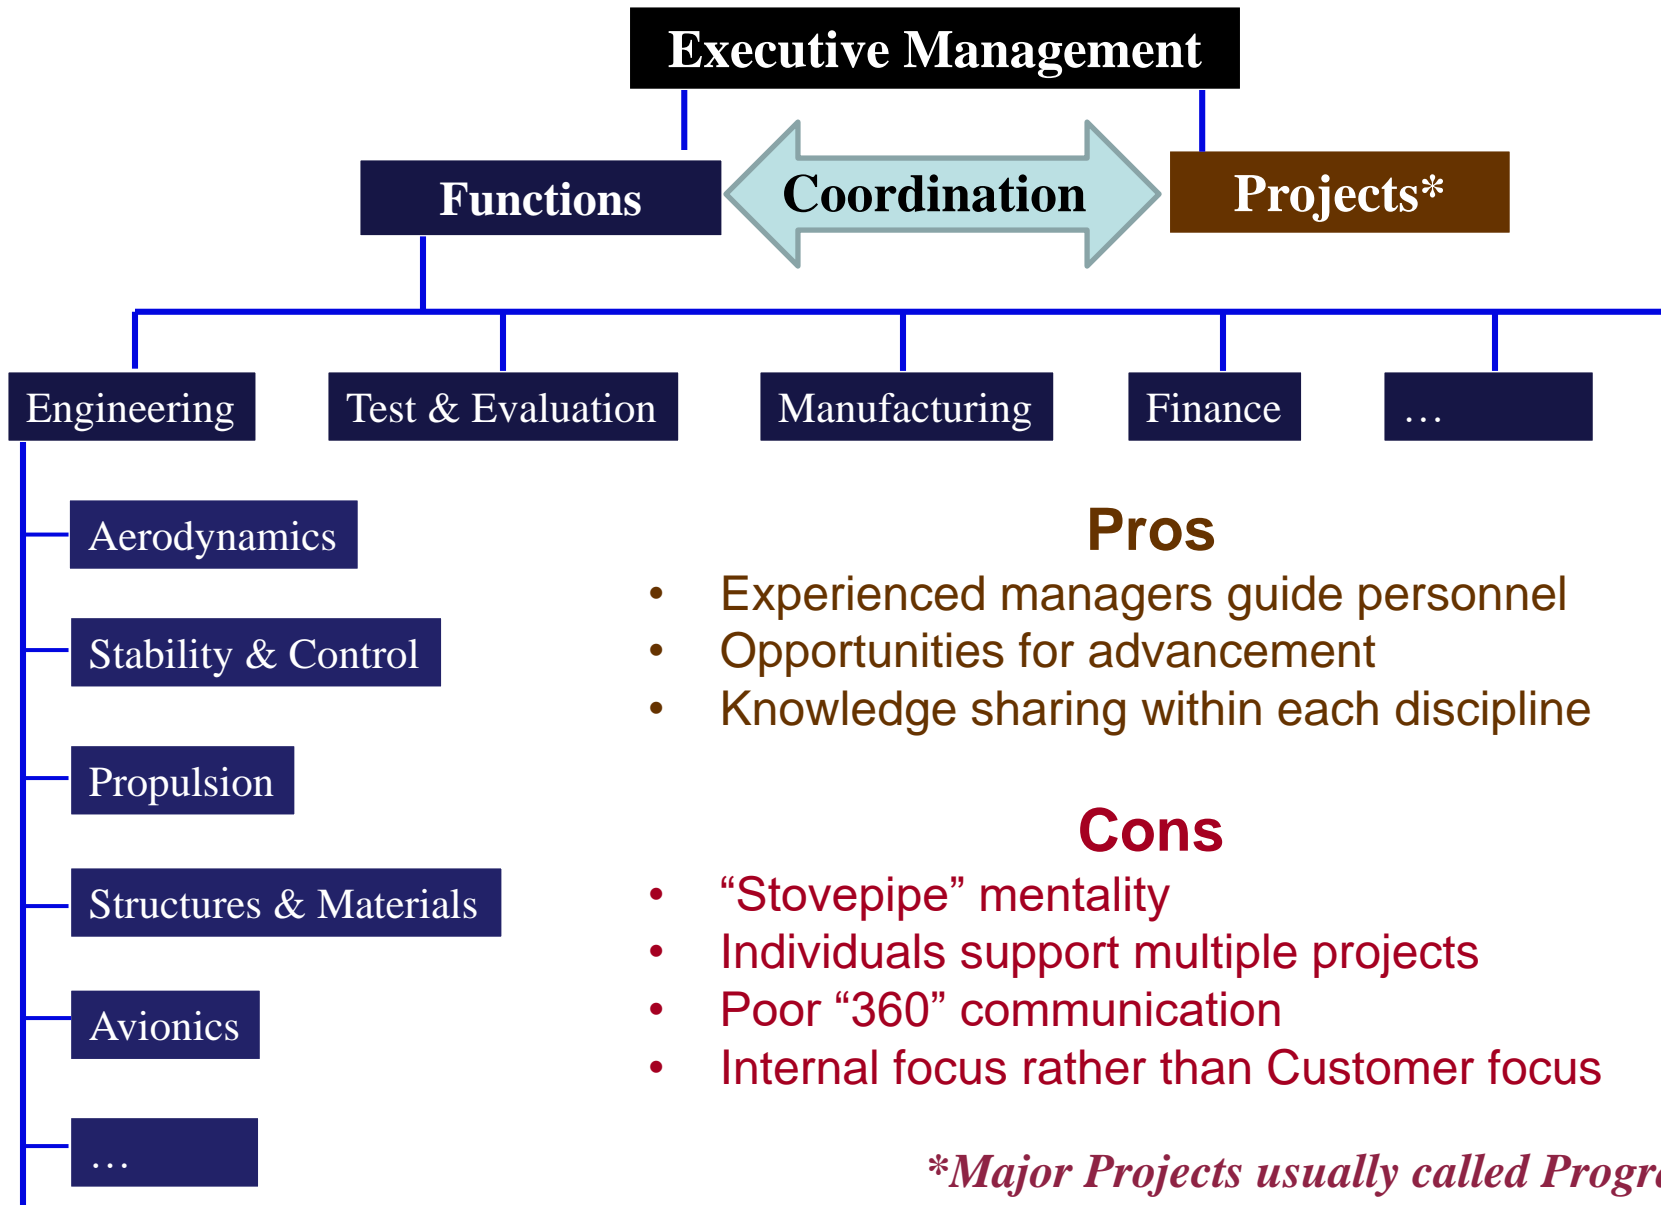 Executive Management
Functions
Coordination
Projects*
Engineering
Test & Evaluation
Manufacturing
Finance
…
Aerodynamics
Stability & Control
Propulsion
Structures & Materials
Avionics
…
Pros
• Experienced managers guide personnel
• Opportunities for advancement
• Knowledge sharing within each discipline
Cons
• “Stovepipe” mentality
• Individuals support multiple projects
• Poor “360” communication
• Internal focus rather than Customer focus
*Major Projects usually called